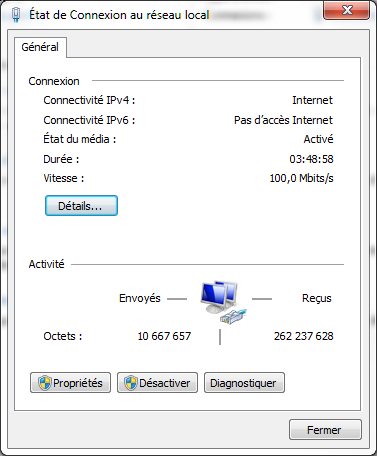 État de Connexion au réseau local
Général
Connexion
Connectivité IPv4 : Internet
Connectivité IPv6 : Pas d'accès Internet
État du média : Activé
Durée : 03:48:58
Vitesse : 100,0 Mbits/s
Détails...
Activité
Envoyés Reçus
Octets : 10 667 657 262 237 628
Propriétés Désactiver Diagnostiquer
Fermer